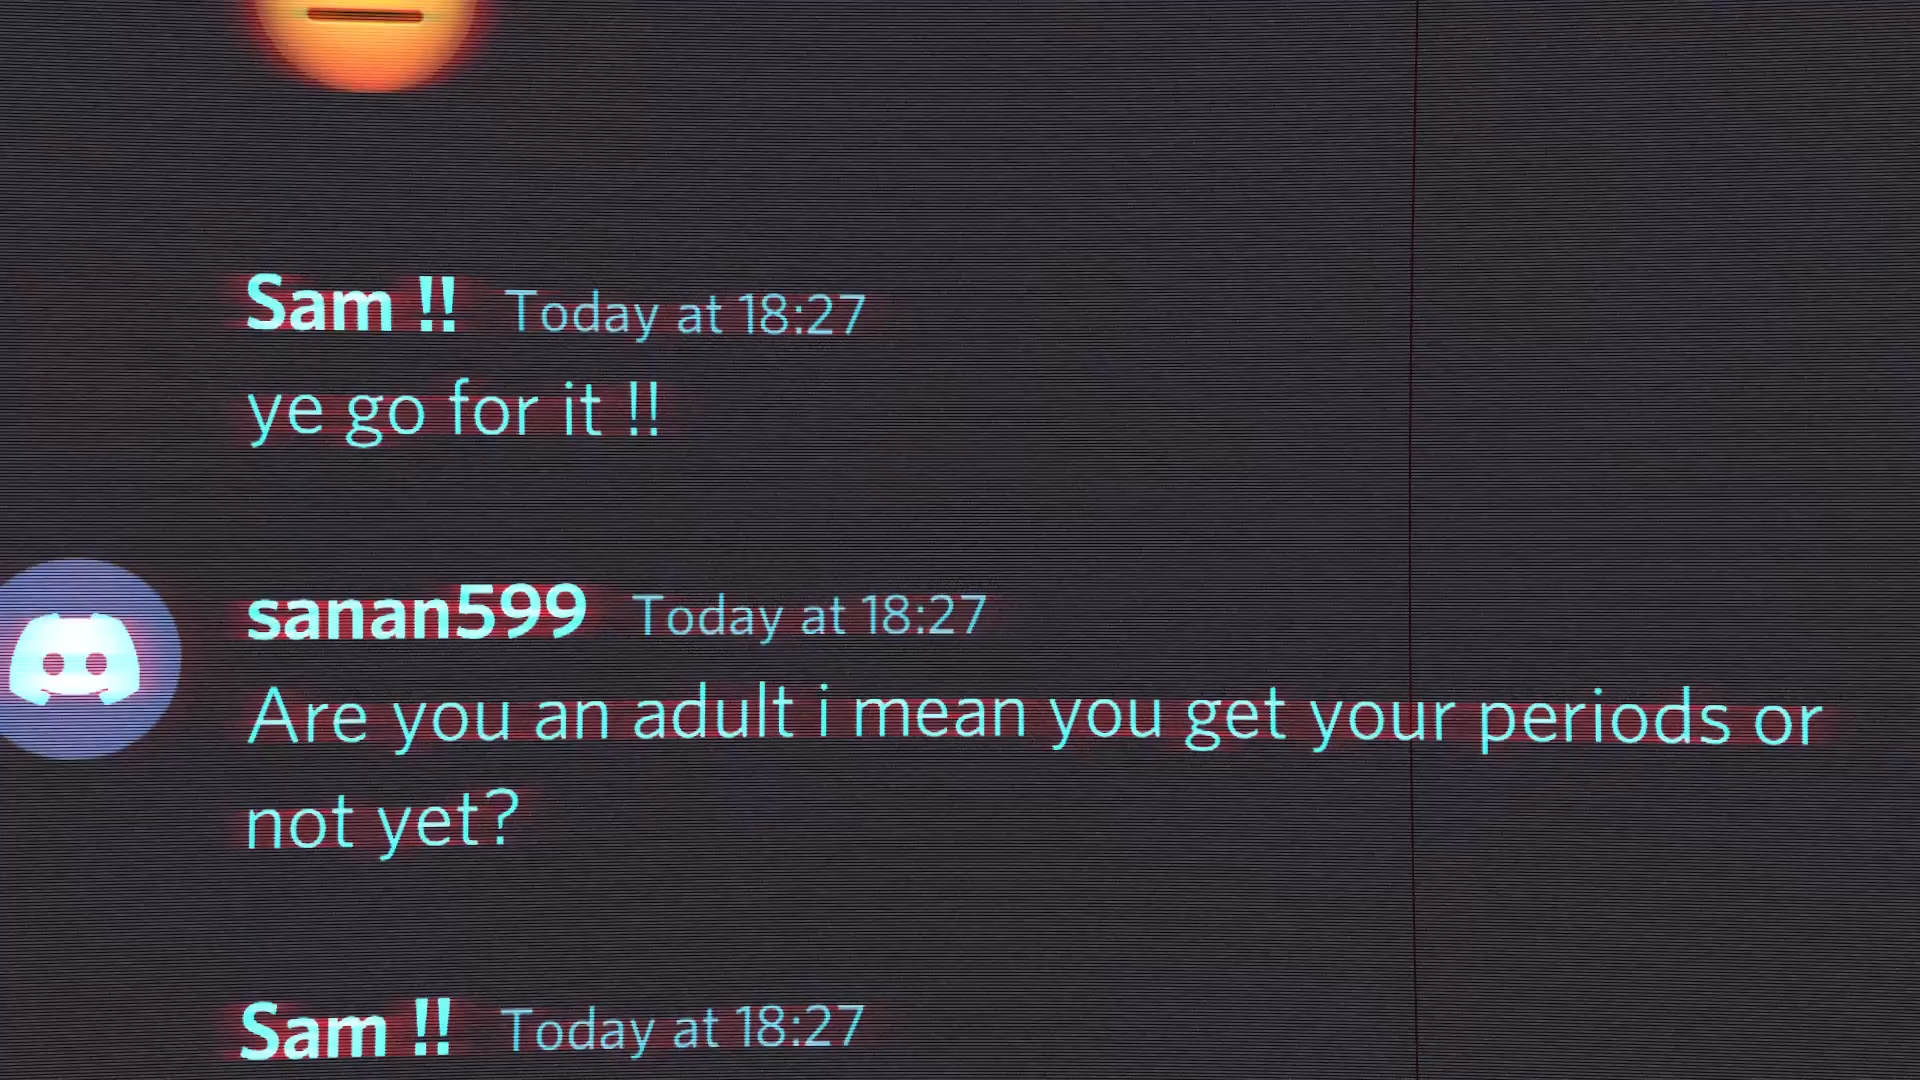 Sam !! Today at 18:27
ye go for it !!
sanan599 Today at 18:27
Are you an adult i mean you get your periods or
not yet?
Sam !! Today at 18:27